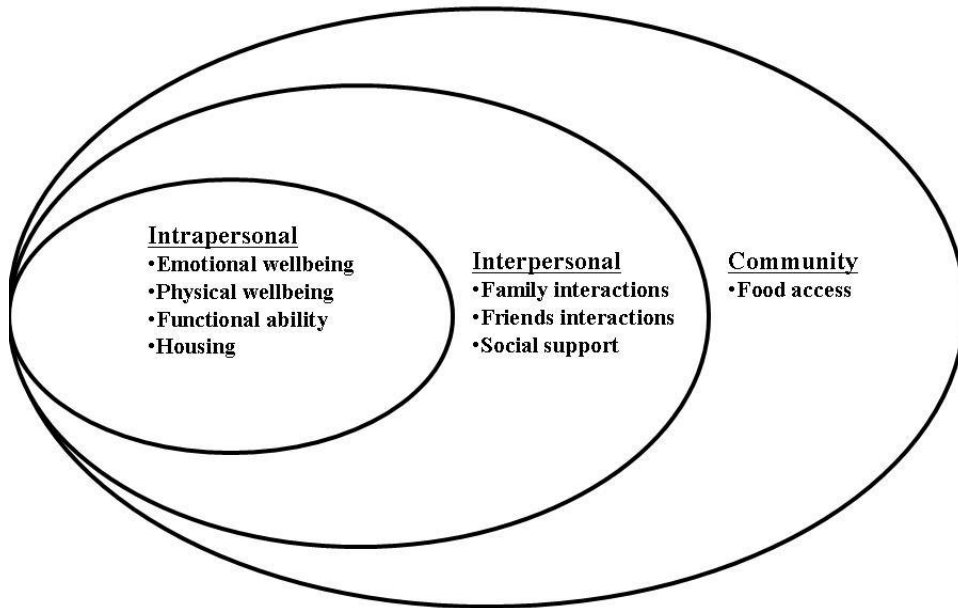 Intrapersonal
•Emotional wellbeing
•Physical wellbeing
•Functional ability
•Housing
Interpersonal
•Family interactions
•Friends interactions
•Social support
Community
•Food access